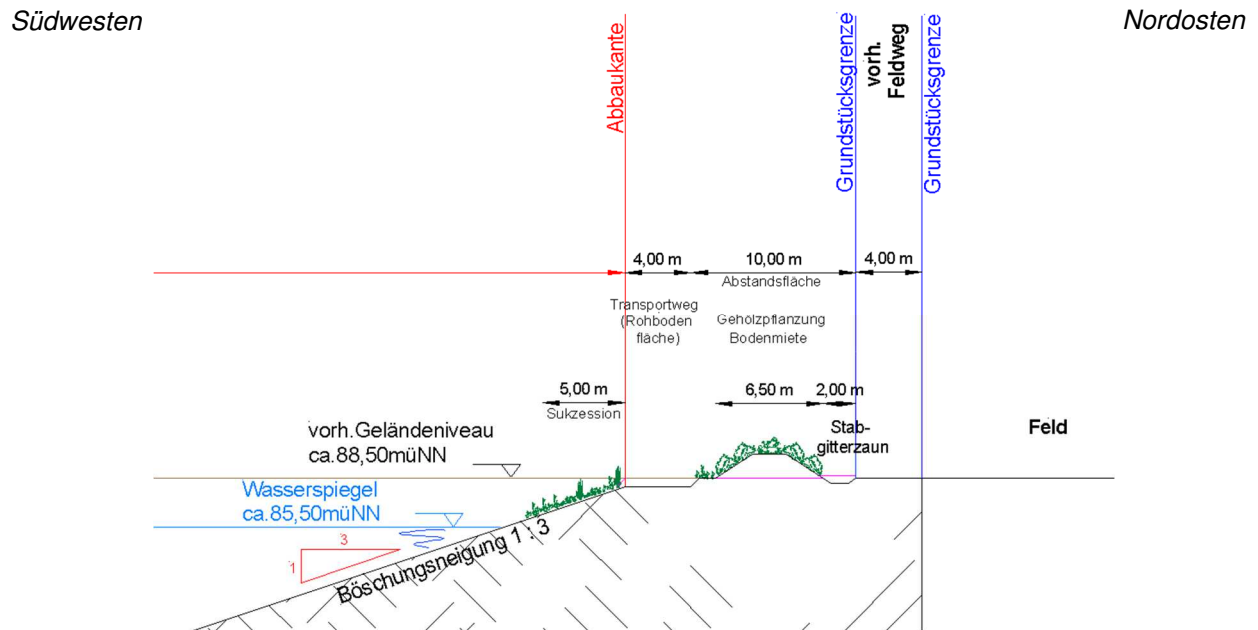 Südwesten
Nordosten
Abbaukante
Grundstücksgrenze
vorh.
Feldweg
Grundstücksgrenze
4,00 m
10,00 m
4,00 m
Abstandsfläche
Transportweg
(Rohboden
fläche)
Gehölzpflanzung
Bodenmiete
5,00 m
Sukzession
6,50 m
2,00 m
Stab-
gitterzaun
Feld
vorh.Geländeniveau
ca.88,50müNN
Wasserspiegel
ca.85,50müNN
3
1
Böschungsneigung 1 : 3